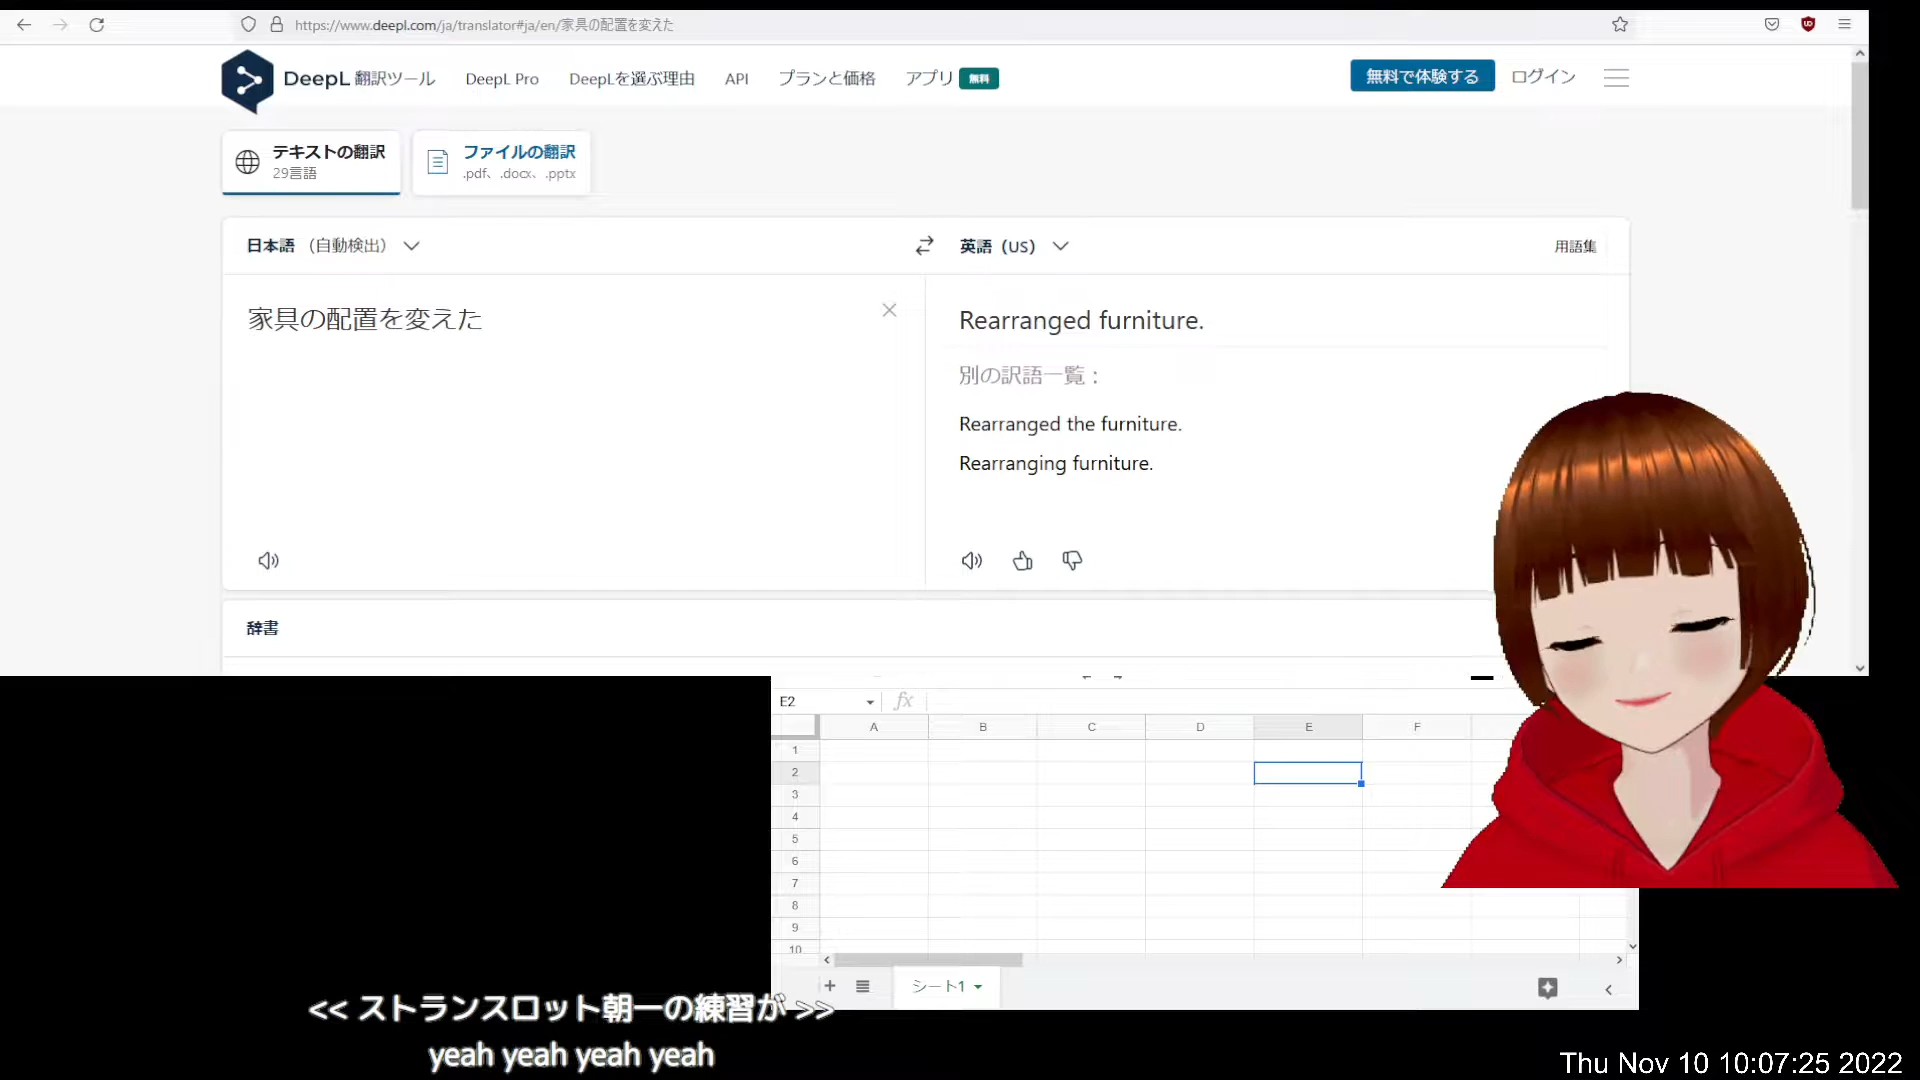 https://www.deepl.com/ja/translator#ja/en/家具の配置を変えた
DeepL 翻訳ツール DeepL Pro DeepLを選ぶ理由 API プランと価格 アプリ 無料 無料で体験する ログイン
テキストの翻訳
29言語
ファイルの翻訳
.pdf、.docx、.pptx
日本語 (自動検出) 英語 (US) 用語集
家具の配置を変えた
Rearranged furniture.
別の訳語一覧：
Rearranged the furniture.
Rearranging furniture.
辞書
E2 fx
A B C D E F
1
2
3
4
5
6
7
8
9
10
シート1
<< ストランスロット朝一の練習が >>
yeah yeah yeah yeah
Thu Nov 10 10:07:25 2022